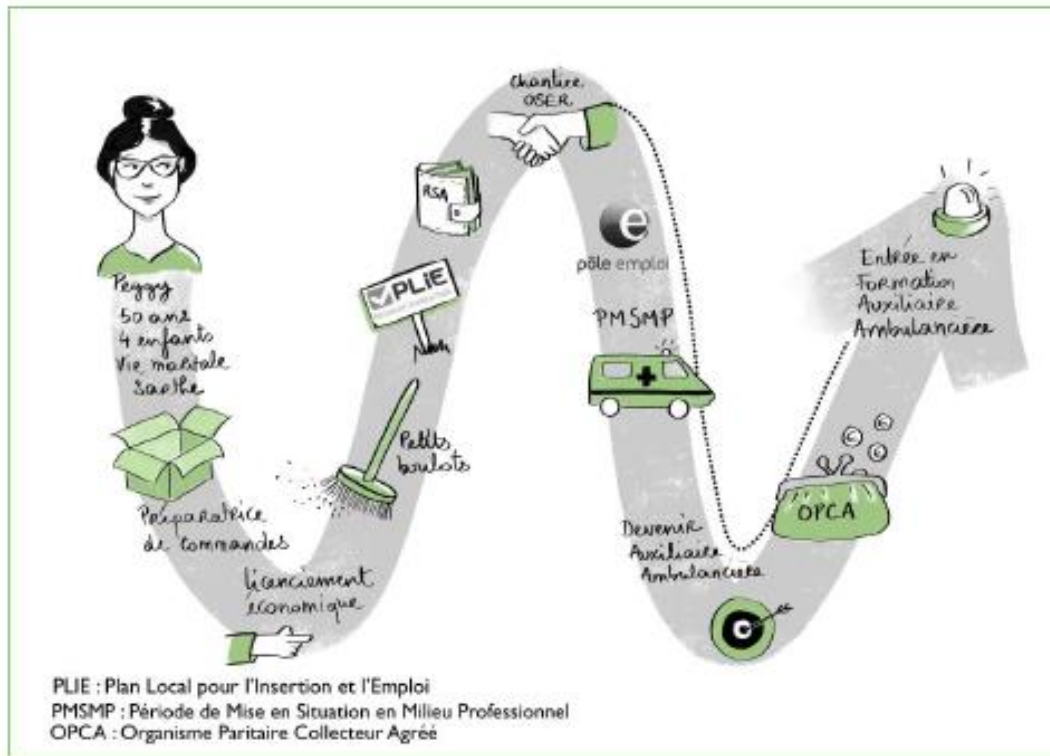 Peggy
50 ans
4 enfants
Vie maritale
Sarthe
Préparatrice
de commandes
Licenciement
économique
Petits
boulots
PLiE
RSA
Chantier
OSER
pôle emploi
PMSMP
Devenir
Auxiliaire
Ambulancière
OPCA
Entrée en
Formation
Auxiliaire
Ambulancière
PLIE : Plan Local pour l'Insertion et l'Emploi
PMSMP : Période de Mise en Situation en Milieu Professionnel
OPCA : Organisme Paritaire Collecteur Agréé